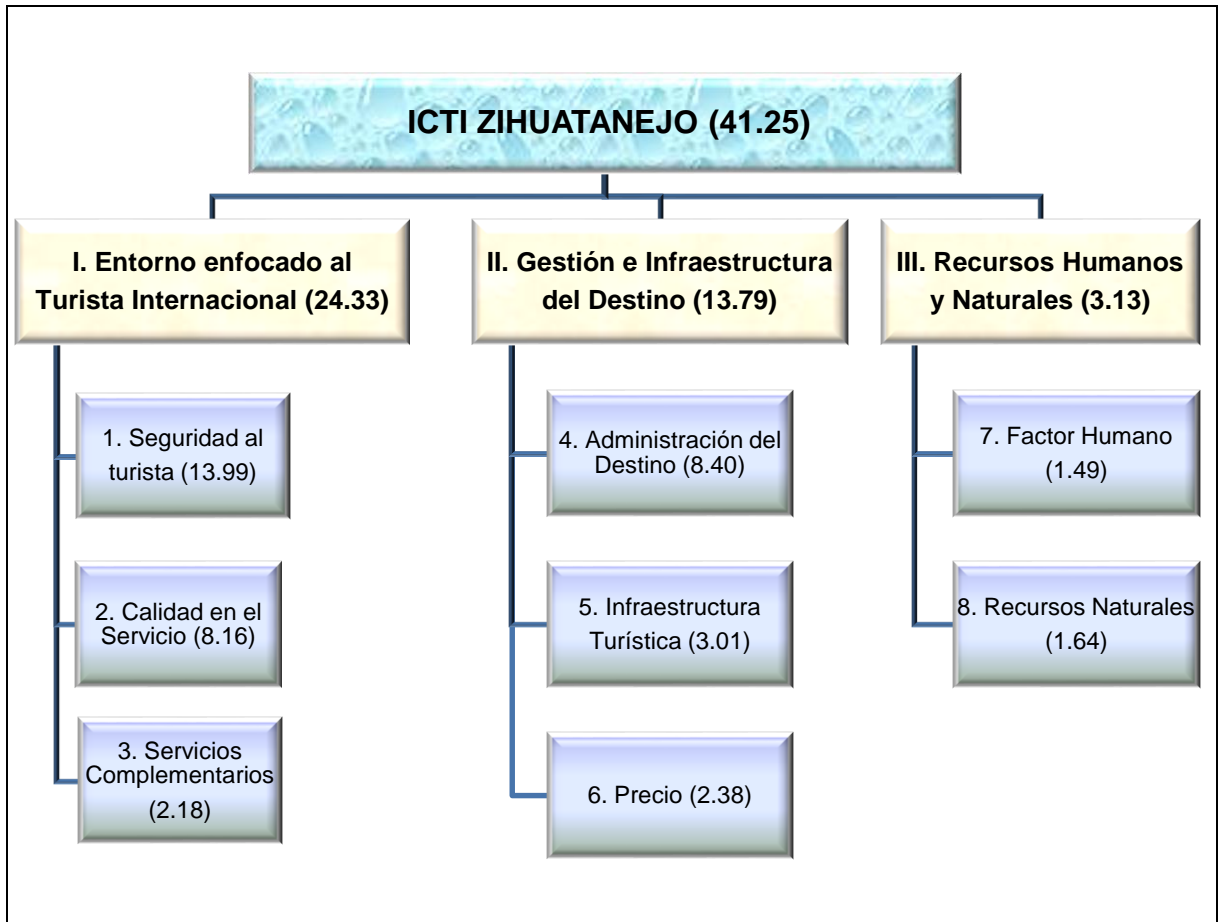 ICTI ZIHUATANEJO (41.25)
I. Entorno enfocado al
Turista Internacional (24.33)
1. Seguridad al
turista (13.99)
2. Calidad en el
Servicio (8.16)
3. Servicios
Complementarios
(2.18)
II. Gestión e Infraestructura
del Destino (13.79)
4. Administración del
Destino (8.40)
5. Infraestructura
Turística (3.01)
6. Precio (2.38)
III. Recursos Humanos
y Naturales (3.13)
7. Factor Humano
(1.49)
8. Recursos Naturales
(1.64)